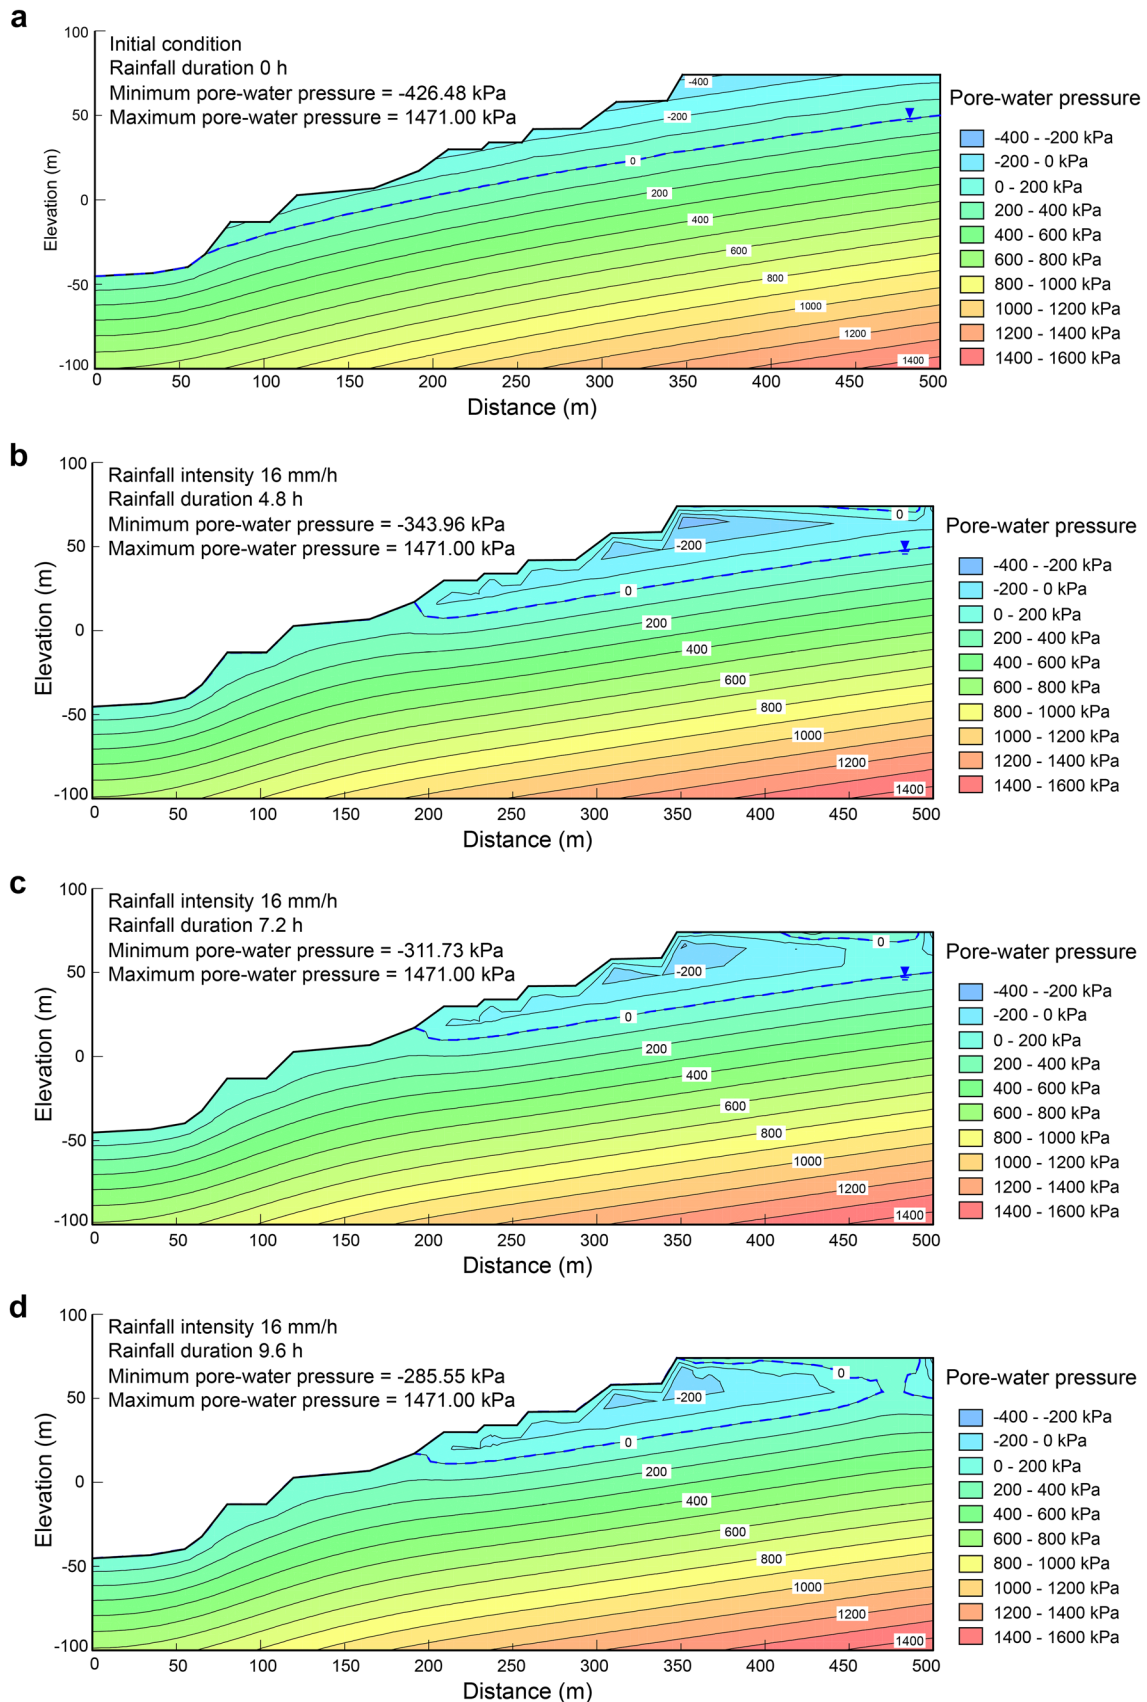 a
Initial condition
Rainfall duration 0 h
Minimum pore-water pressure = -426.48 kPa
Maximum pore-water pressure = 1471.00 kPa
100
50
0
-50
-100
Elevation (m)
-400
-200
0
200
400
600
800
1000
1200
1400
0 50 100 150 200 250 300 350 400 450 500
Distance (m)
Pore-water pressure
-400 - -200 kPa
-200 - 0 kPa
0 - 200 kPa
200 - 400 kPa
400 - 600 kPa
600 - 800 kPa
800 - 1000 kPa
1000 - 1200 kPa
1200 - 1400 kPa
1400 - 1600 kPa
b
Rainfall intensity 16 mm/h
Rainfall duration 4.8 h
Minimum pore-water pressure = -343.96 kPa
Maximum pore-water pressure = 1471.00 kPa
100
50
0
-50
-100
Elevation (m)
0
-200
0
200
400
600
800
1000
1200
1400
0 50 100 150 200 250 300 350 400 450 500
Distance (m)
Pore-water pressure
-400 - -200 kPa
-200 - 0 kPa
0 - 200 kPa
200 - 400 kPa
400 - 600 kPa
600 - 800 kPa
800 - 1000 kPa
1000 - 1200 kPa
1200 - 1400 kPa
1400 - 1600 kPa
c
Rainfall intensity 16 mm/h
Rainfall duration 7.2 h
Minimum pore-water pressure = -311.73 kPa
Maximum pore-water pressure = 1471.00 kPa
100
50
0
-50
-100
Elevation (m)
0
-200
0
200
400
600
800
1000
1200
1400
0 50 100 150 200 250 300 350 400 450 500
Distance (m)
Pore-water pressure
-400 - -200 kPa
-200 - 0 kPa
0 - 200 kPa
200 - 400 kPa
400 - 600 kPa
600 - 800 kPa
800 - 1000 kPa
1000 - 1200 kPa
1200 - 1400 kPa
1400 - 1600 kPa
d
Rainfall intensity 16 mm/h
Rainfall duration 9.6 h
Minimum pore-water pressure = -285.55 kPa
Maximum pore-water pressure = 1471.00 kPa
100
50
0
-50
-100
Elevation (m)
0
-200
0
200
400
600
800
1000
1200
1400
0 50 100 150 200 250 300 350 400 450 500
Distance (m)
Pore-water pressure
-400 - -200 kPa
-200 - 0 kPa
0 - 200 kPa
200 - 400 kPa
400 - 600 kPa
600 - 800 kPa
800 - 1000 kPa
1000 - 1200 kPa
1200 - 1400 kPa
1400 - 1600 kPa